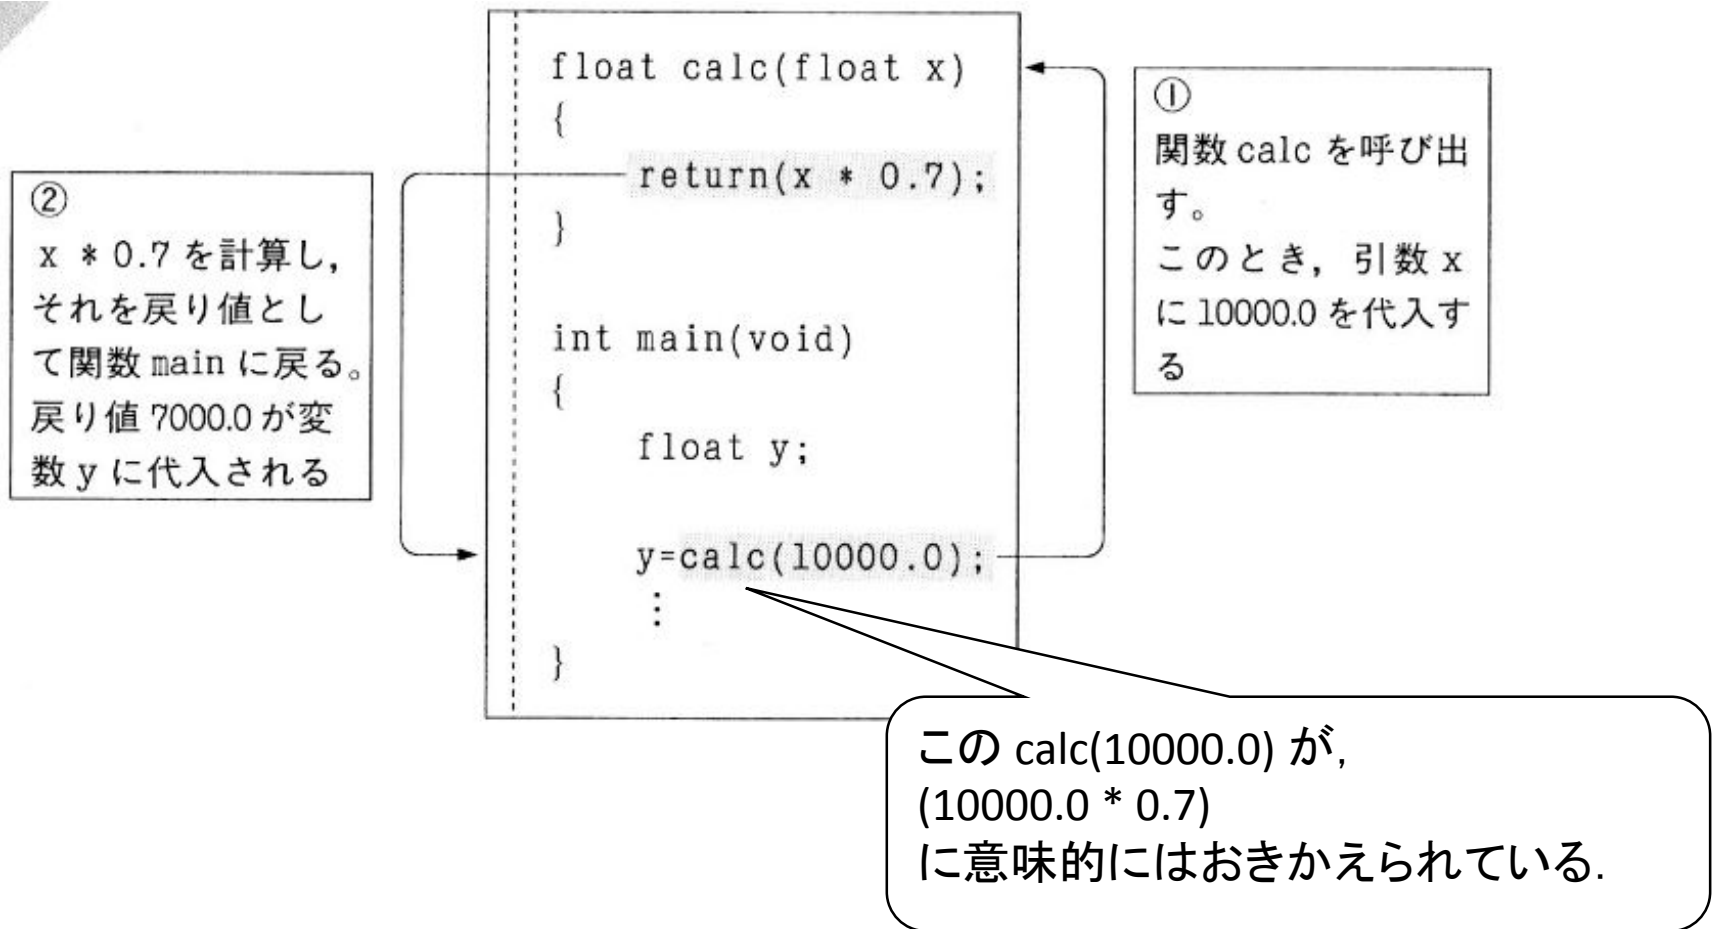 float calc(float x)
{
return(x * 0.7);
}
int main(void)
{
float y;
y=calc(10000.0);
⋮
}
①
関数 calc を呼び出
す。
このとき，引数 x
に 10000.0 を代入す
る
②
x * 0.7 を計算し，
それを戻り値とし
て関数 main に戻る。
戻り値 7000.0 が変
数 y に代入される
この calc(10000.0) が,
(10000.0 * 0.7)
に意味的にはおきかえられている.